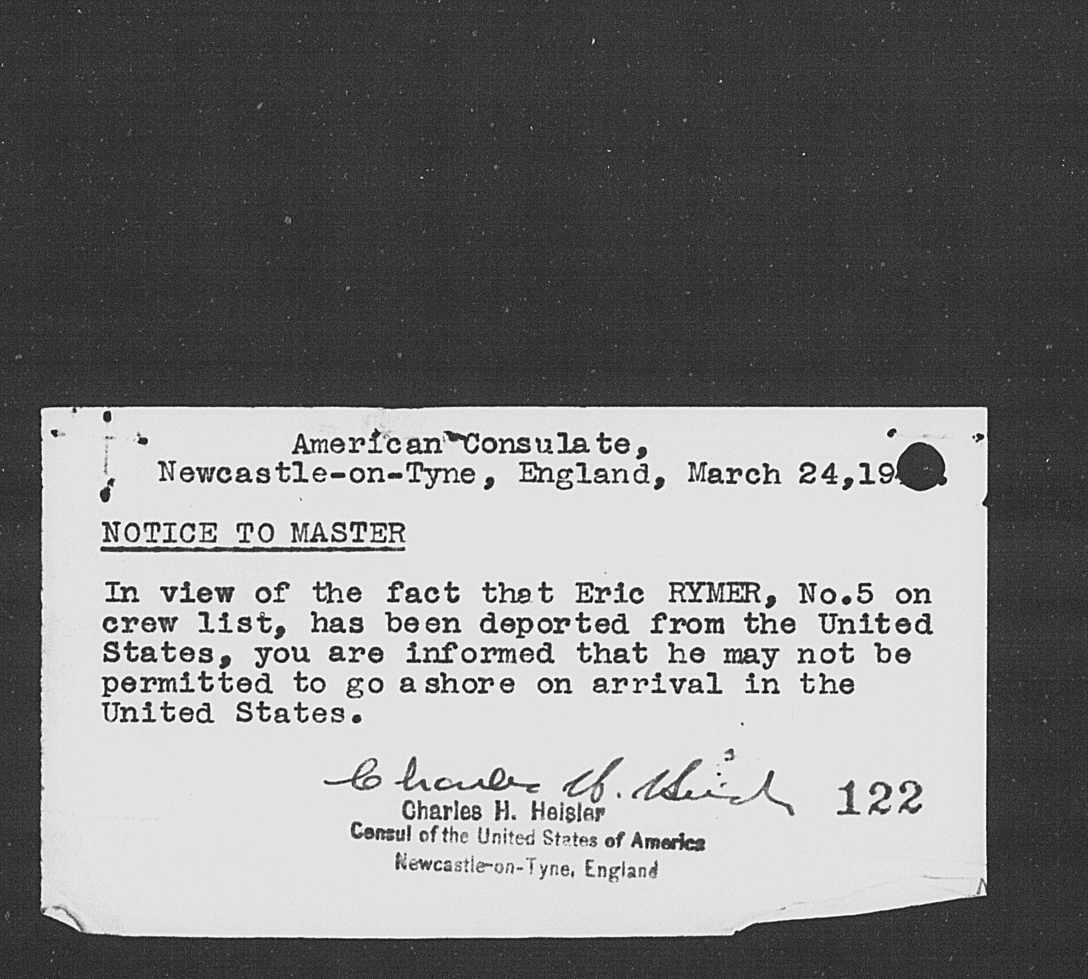 American Consulate,
Newcastle-on-Tyne, England, March 24,19
NOTICE TO MASTER
In view of the fact that Eric RYMER, No.5 on
crew list, has been deported from the United
States, you are informed that he may not be
permitted to go ashore on arrival in the
United States.
Charles H. Heisler
122
Charles H. Heisler
Consul of the United States of America
Newcastle-on-Tyne, England